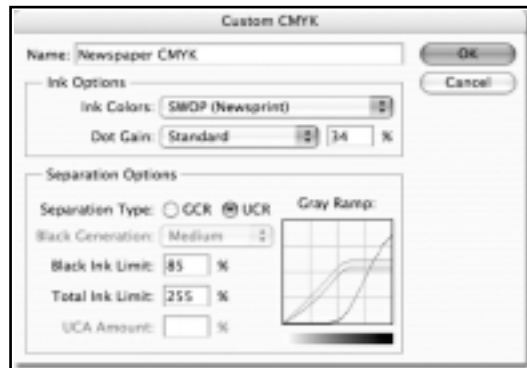 Custom CMYK
Name: Newspaper CMYK
OK
Cancel
Ink Options
Ink Colors: SWOP (Newsprint)
Dot Gain: Standard 34 %
Separation Options
Separation Type: GCR UCR
Gray Ramp:
Black Generation: Medium
Black Ink Limit: 85 %
Total Ink Limit: 255 %
UCA Amount: %